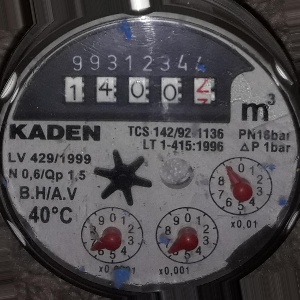 99312344
1400
m³
KADEN
TCS 142/92-1136
PN16bar
LV 429/1999
LT 1-415:1996
ΔP 1bar
N 0,6/Qp 1,5
B.H/A.V
40°C
x0,01
x0,001